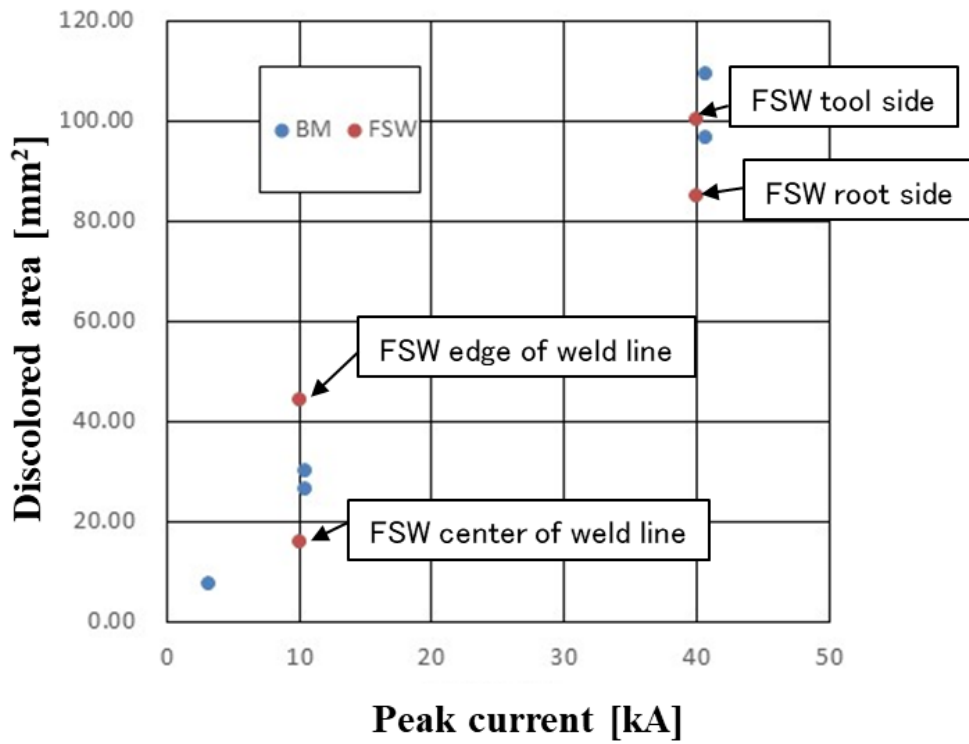 120.00
100.00
80.00
60.00
40.00
20.00
0.00
Discolored area [mm²]
BM FSW
FSW tool side
FSW root side
FSW edge of weld line
FSW center of weld line
0 10 20 30 40 50
Peak current [kA]